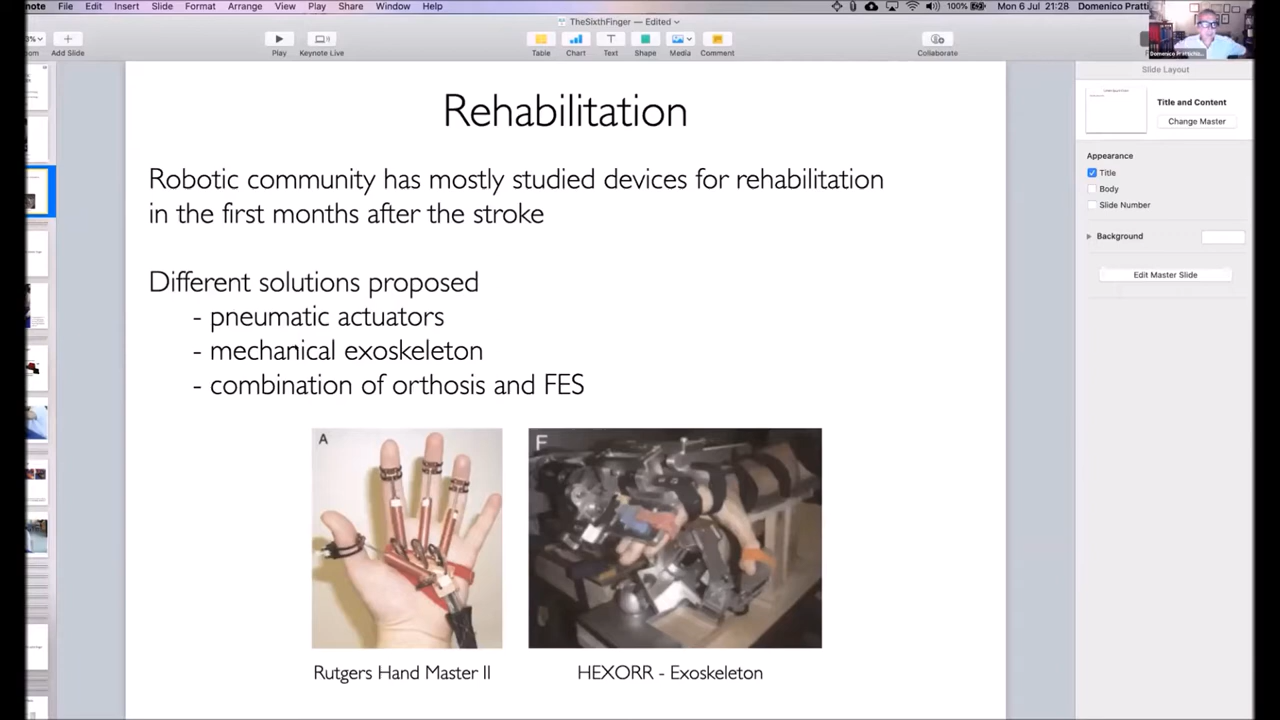 note File Edit Insert Slide Format Arrange View Play Share Window Help
100% Mon 6 Jul 21:28 Domenico Pratti
TheSixthFinger — Edited
Add Slide
Play
Keynote Live
Table
Chart
Text
Shape
Media
Comment
Collaborate
Slide Layout
Title and Content
Change Master
Appearance
Title
Body
Slide Number
Background
Edit Master Slide
Rehabilitation
Robotic community has mostly studied devices for rehabilitation
in the first months after the stroke
Different solutions proposed
- pneumatic actuators
- mechanical exoskeleton
- combination of orthosis and FES
A
F
Rutgers Hand Master II
HEXORR - Exoskeleton